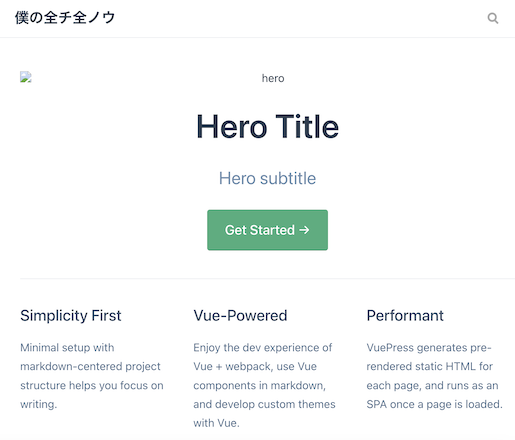 僕の全チ全ノウ
hero
Hero Title
Hero subtitle
Get Started →
Simplicity First
Minimal setup with
markdown-centered project
structure helps you focus on
writing.
Vue-Powered
Enjoy the dev experience of
Vue + webpack, use Vue
components in markdown,
and develop custom themes
with Vue.
Performant
VuePress generates pre-
rendered static HTML for
each page, and runs as an
SPA once a page is loaded.